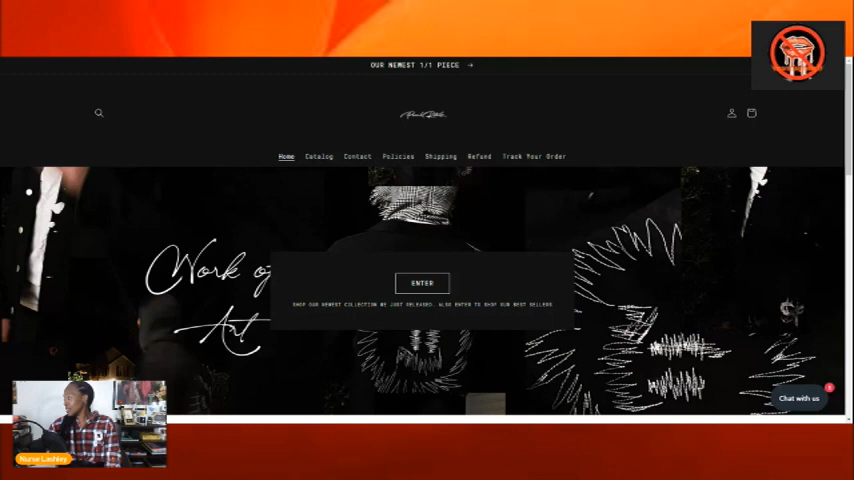 OUR NEWEST 1/1 PIECE →
Home Catalog Contact Policies Shipping Refund Track Your Order
Work of
Art
ENTER
SHOP OUR NEWEST COLLECTION WE JUST RELEASED. ALSO ENTER TO SHOP OUR BEST SELLERS
Chat with us
Nurse Lashley